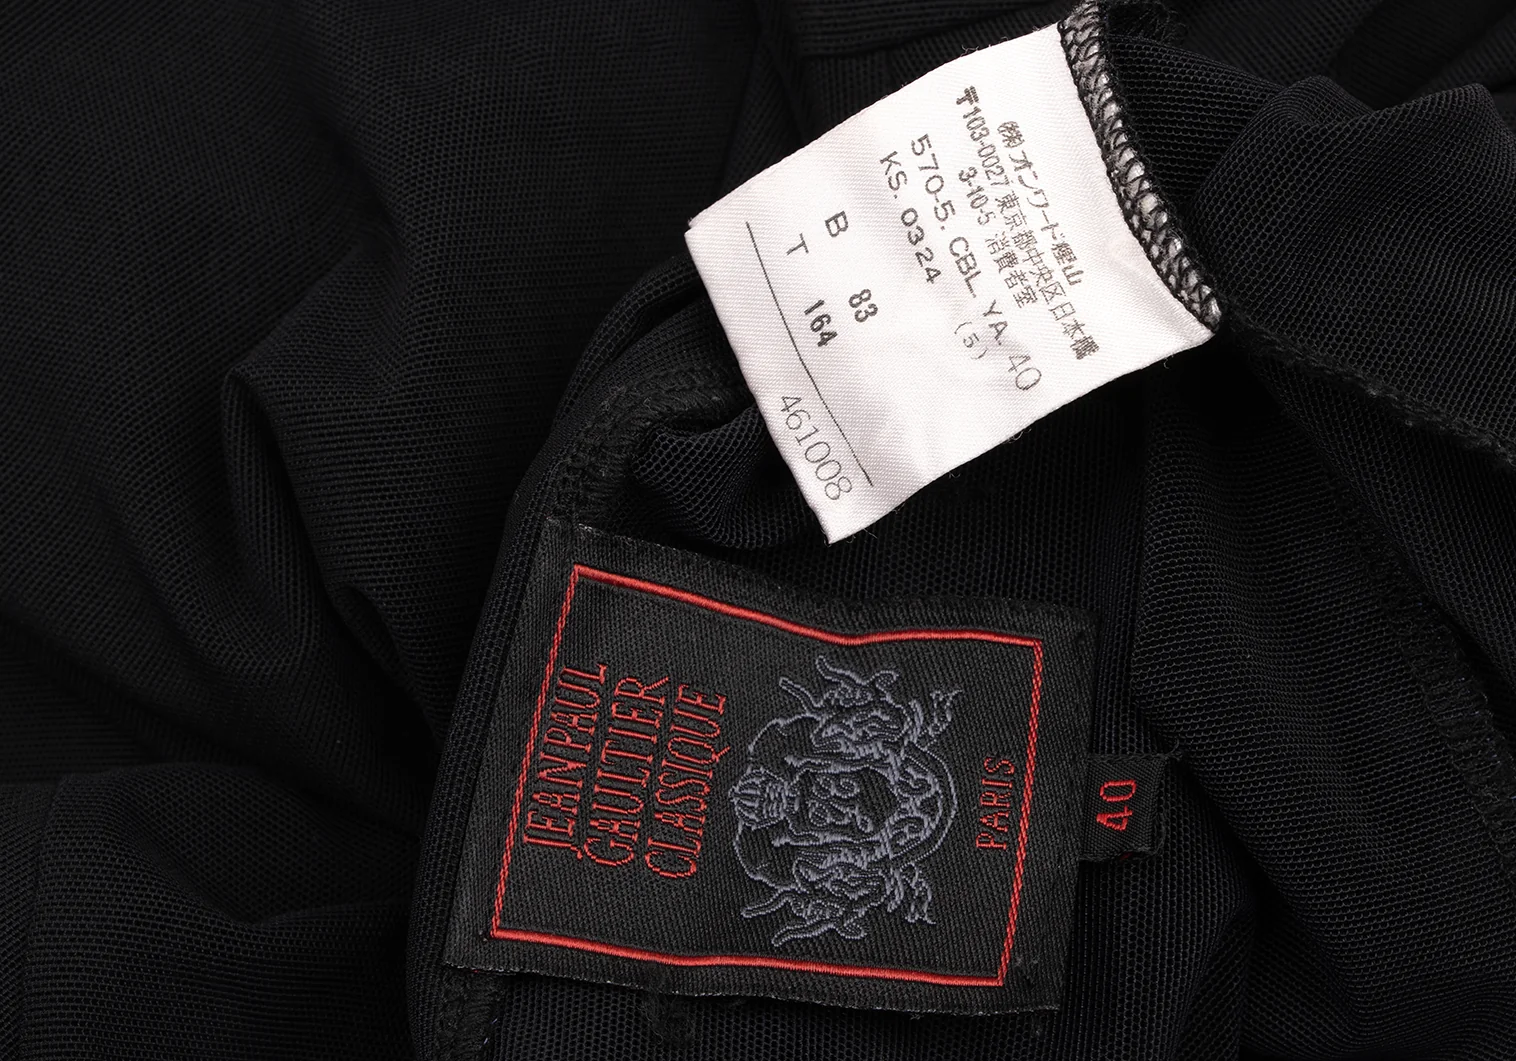 (株)オンワード樫山
〒103-0027 東京都中央区日本橋
3-10-5 消費者室
570-5. CBL YA. 40
KS. 0324 (5)
B 83
T 164
461008
JEAN PAUL
GAULTIER
CLASSIQUE
PARIS
40